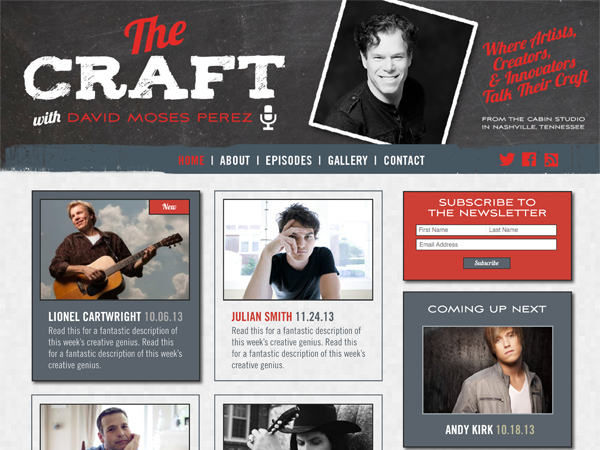 The
CRAFT
with DAVID MOSES PEREZ
Where Artists,
Creators,
& Innovators
Talk Their Craft
FROM THE CABIN STUDIO
IN NASHVILLE, TENNESSEE
HOME | ABOUT | EPISODES | GALLERY | CONTACT
New
LIONEL CARTWRIGHT 10.06.13
Read this for a fantastic description of
this week's creative genius. Read this
for a fantastic description of this week's
creative genius.
JULIAN SMITH 11.24.13
Read this for a fantastic description of
this week's creative genius. Read this
for a fantastic description of this week's
creative genius.
SUBSCRIBE TO
THE NEWSLETTER
First Name
Last Name
Email Address
Subscribe
COMING UP NEXT
ANDY KIRK 10.18.13